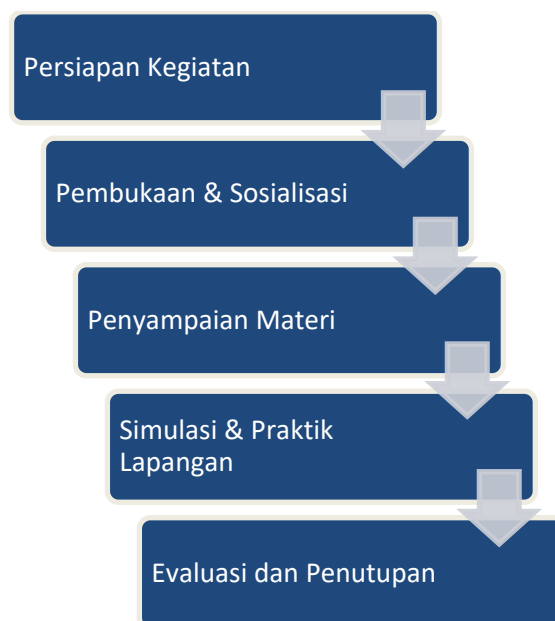 Persiapan Kegiatan
Pembukaan & Sosialisasi
Penyampaian Materi
Simulasi & Praktik
Lapangan
Evaluasi dan Penutupan